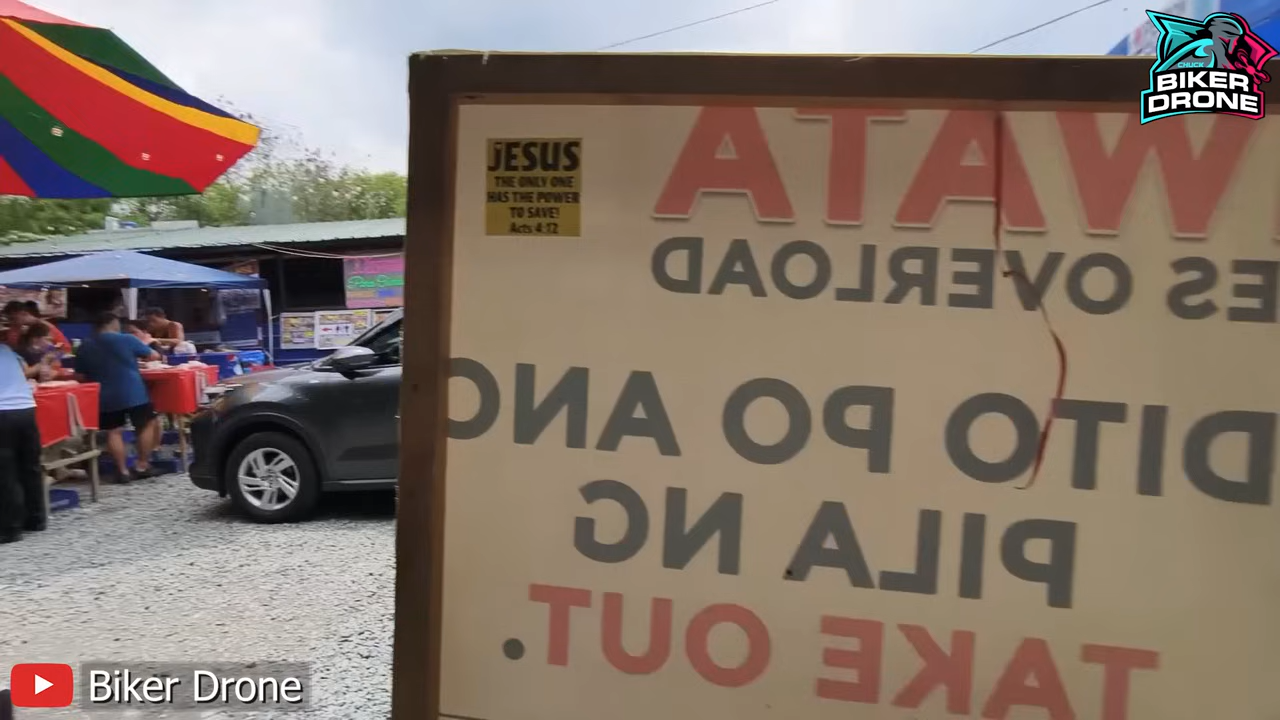 CHUCK
BIKER
DRONE
JESUS
THE ONLY ONE
HAS THE POWER
TO SAVE!
Acts 4:12
WATA
ES OVERLOAD
DITO PO ANG
PILA NG
TAKE OUT.
Biker Drone